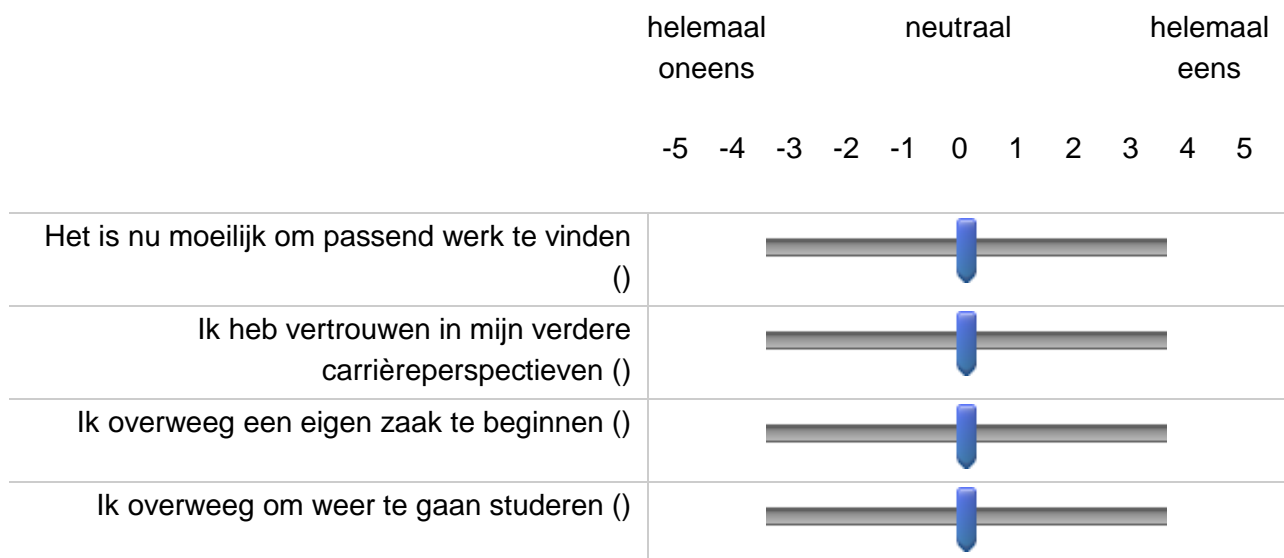 helemaal neutraal helemaal
oneens eens
-5 -4 -3 -2 -1 0 1 2 3 4 5
Het is nu moeilijk om passend werk te vinden
()
Ik heb vertrouwen in mijn verdere
carrièreperspectieven ()
Ik overweeg een eigen zaak te beginnen ()
Ik overweeg om weer te gaan studeren ()